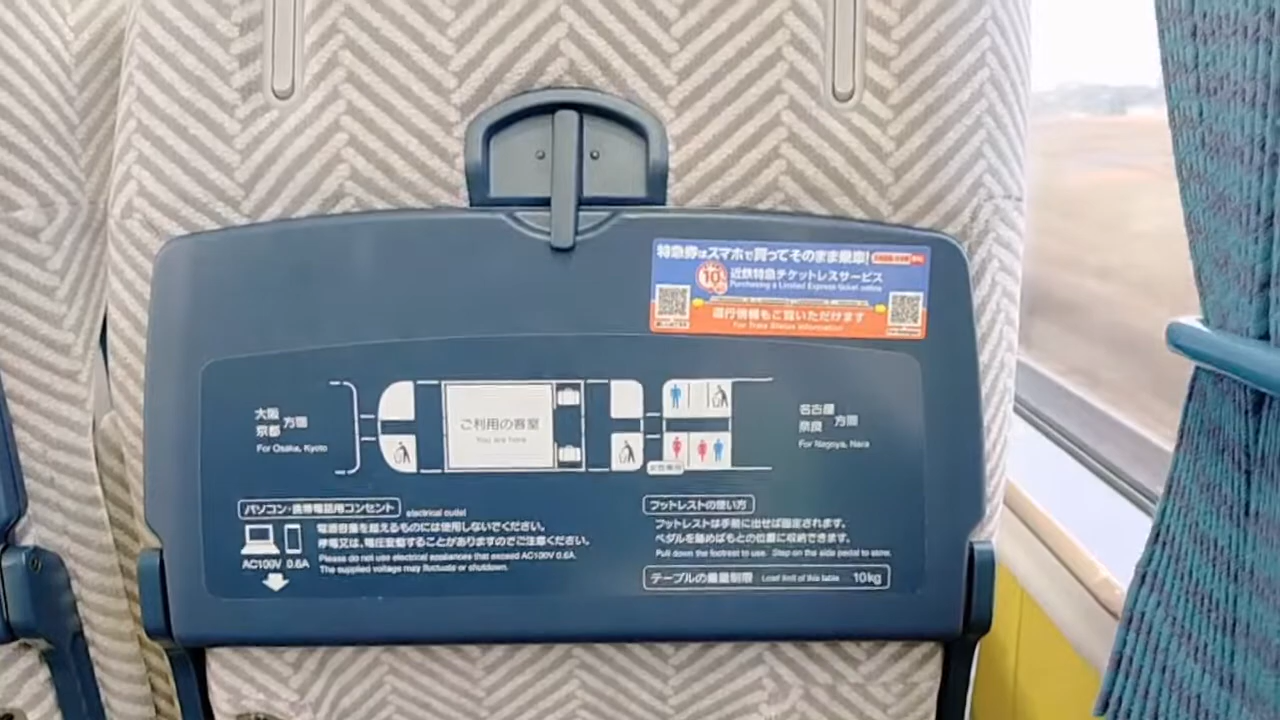 特急券はスマホで買ってそのまま乗車!
10
近鉄特急チケットレスサービス
Purchasing a Limited Express ticket online
運行情報もご覧いただけます
For Train Status Information
大阪
京都
方面
For Osaka, Kyoto
ご利用の客室
You are here
女性専用
名古屋
奈良
方面
For Nagoya, Nara
パソコン・携帯電話用コンセント electrical outlet
電源容量を超えるものには使用しないでください。
停電又は、電圧変動することがありますのでご注意ください。
Please do not use electrical appliances that exceed AC100V 0.6A.
The supplied voltage may fluctuate or shutdown.
AC100V 0.6A
フットレストの使い方
フットレストは手前に出せば固定されます。
ペダルを踏めばもとの位置に収納できます。
Pull down the footrest to use. Step on the side pedal to stow.
テーブルの重量制限 Load limit of this table 10kg